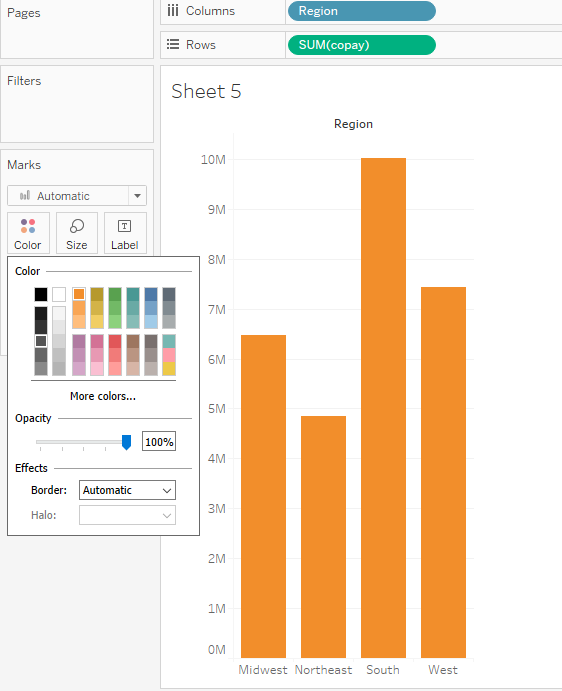 Pages
Columns
Region
Rows
SUM(copay)
Filters
Marks
Automatic
Color
Size
Label
Color
More colors...
Opacity
100%
Effects
Border: Automatic
Halo:
Sheet 5
Region
10M
9M
8M
7M
6M
5M
4M
3M
2M
1M
0M
Midwest Northeast South West